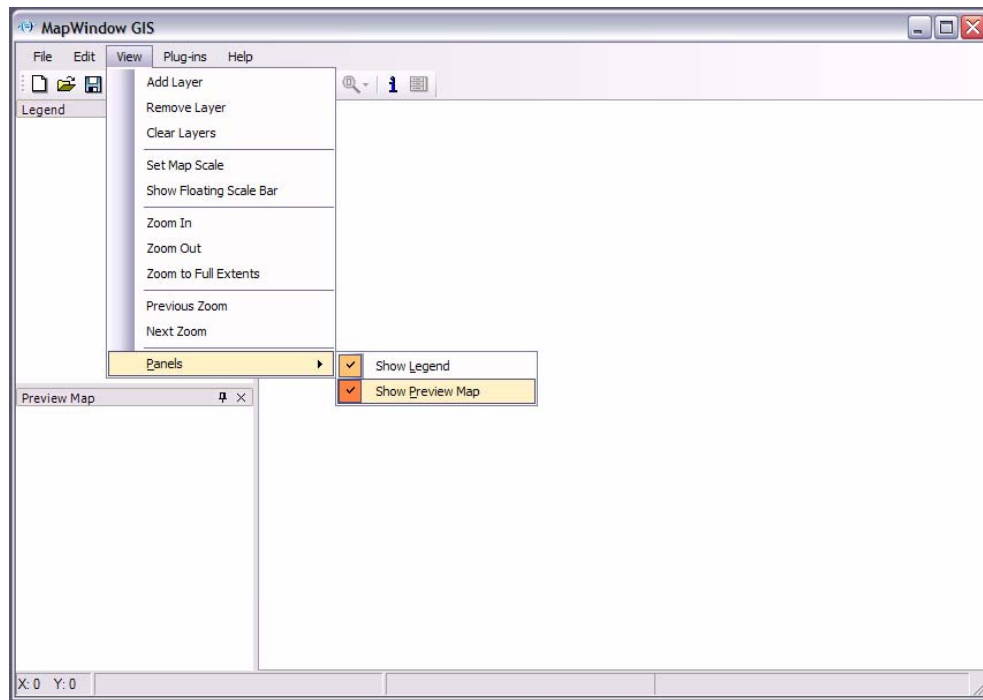 MapWindow GIS
File Edit View Plug-ins Help
Legend
Add Layer
Remove Layer
Clear Layers
Set Map Scale
Show Floating Scale Bar
Zoom In
Zoom Out
Zoom to Full Extents
Previous Zoom
Next Zoom
Panels
Show Legend
Show Preview Map
Preview Map
X: 0 Y: 0